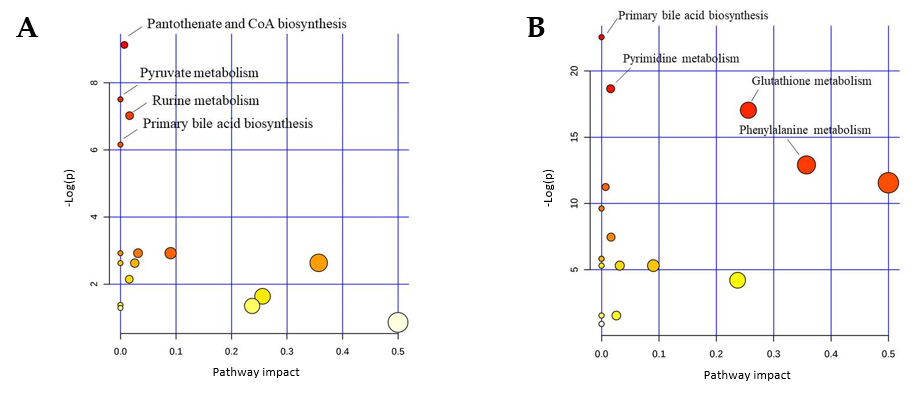 A
Pantothenate and CoA biosynthesis
Pyruvate metabolism
Rurine metabolism
Primary bile acid biosynthesis
-Log(p)
8
6
4
2
0.0 0.1 0.2 0.3 0.4 0.5
Pathway impact
B
Primary bile acid biosynthesis
Pyrimidine metabolism
Glutathione metabolism
Phenylalanine metabolism
-Log(p)
20
15
10
5
0.0 0.1 0.2 0.3 0.4 0.5
Pathway impact